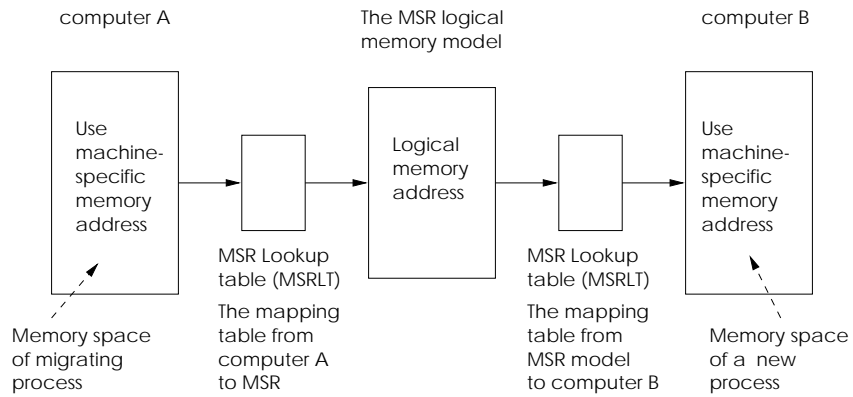 computer A
The MSR logical
memory model
computer B
Use
machine-
specific
memory
address
Logical
memory
address
Use
machine-
specific
memory
address
MSR Lookup
table (MSRLT)
The mapping
table from
computer A
to MSR
MSR Lookup
table (MSRLT)
The mapping
table from
MSR model
to computer B
Memory space
of migrating
process
Memory space
of a new
process